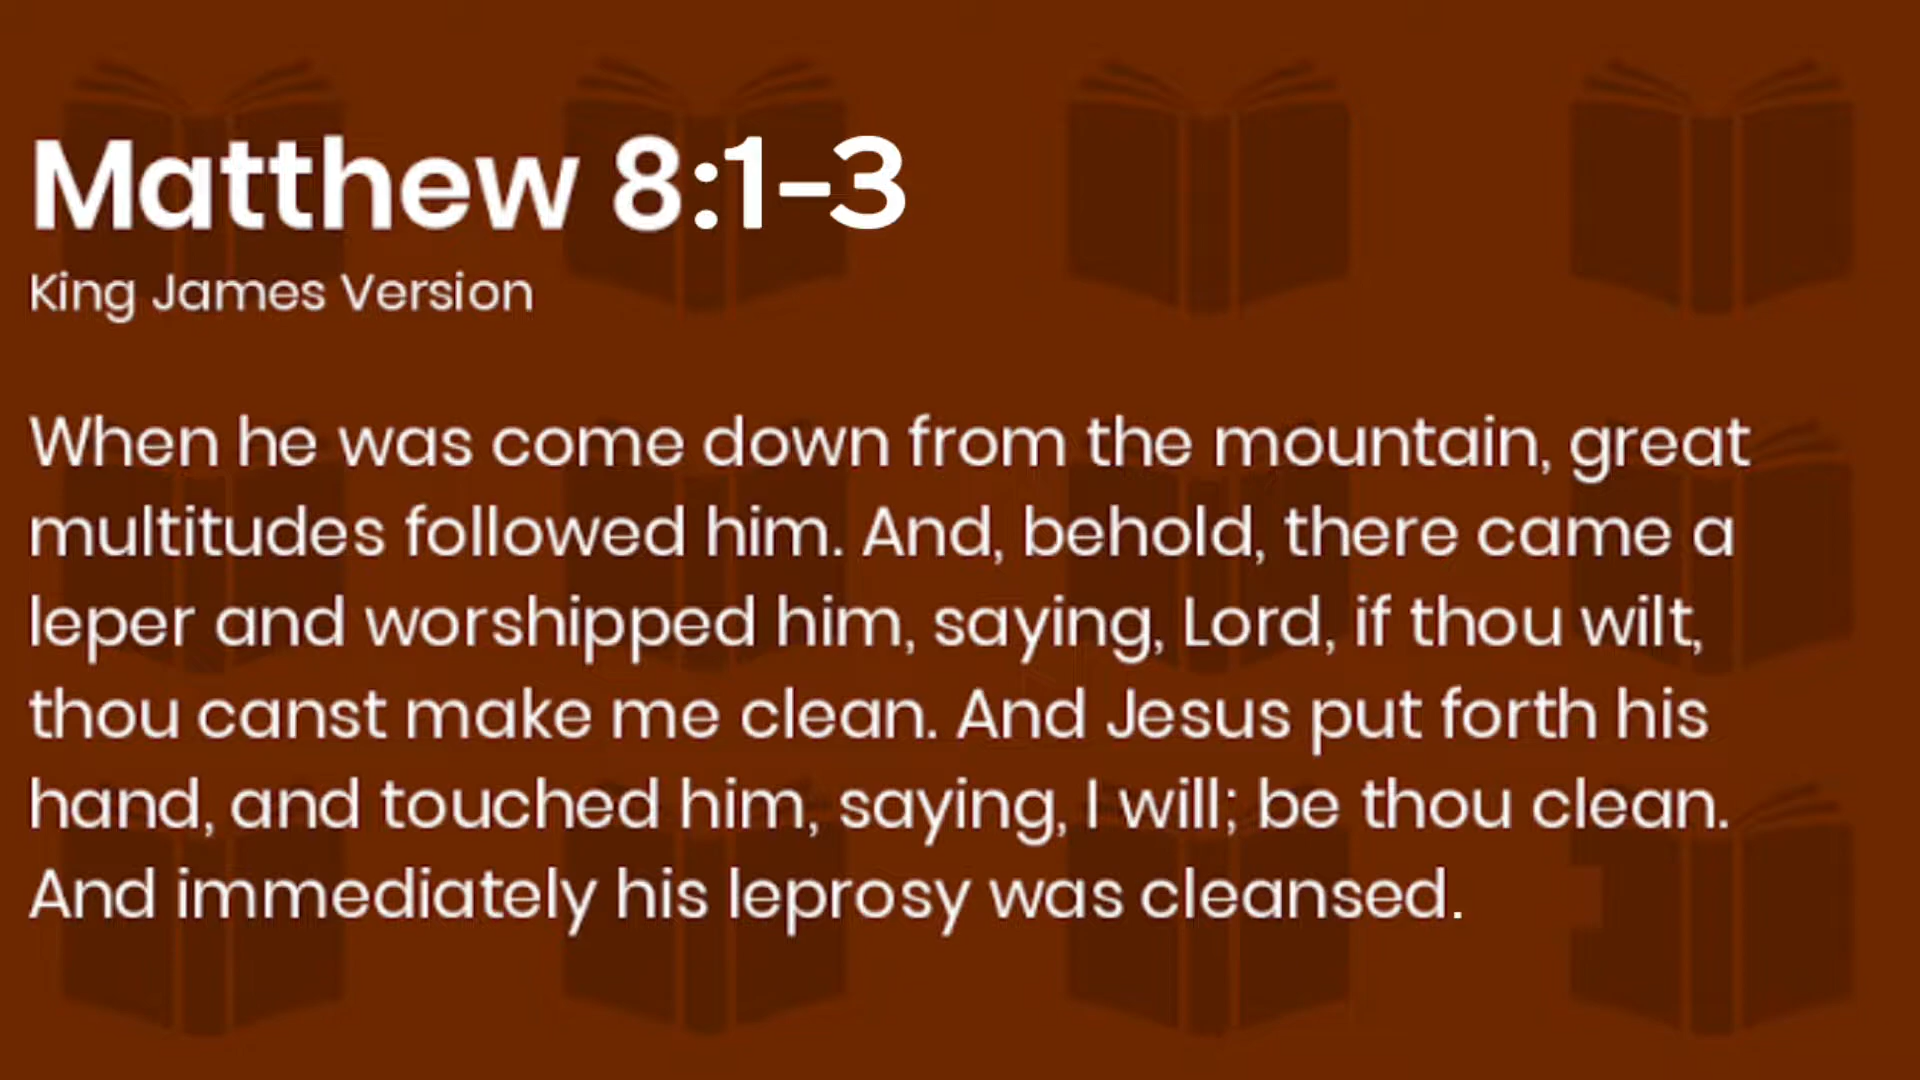 Matthew 8:1-3
King James Version
When he was come down from the mountain, great
multitudes followed him. And, behold, there came a
leper and worshipped him, saying, Lord, if thou wilt,
thou canst make me clean. And Jesus put forth his
hand, and touched him, saying, I will; be thou clean.
And immediately his leprosy was cleansed.